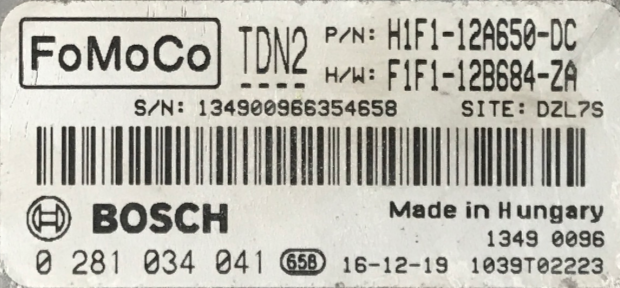 FoMoCo TDN2 P/N: H1F1-12A650-DC
H/W: F1F1-12B684-ZA
S/N: 134900966354658 SITE: DZL7S
BOSCH Made in Hungary
1349 0096
0 281 034 041 658 16-12-19 1039T02223